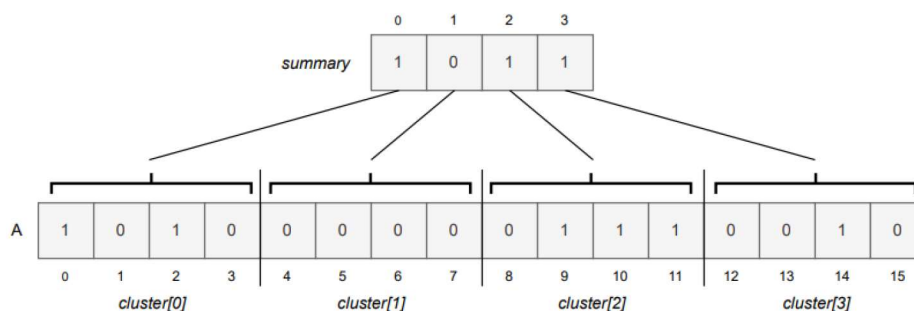 0 1 2 3
summary 1 0 1 1
A 1 0 1 0 0 0 0 0 0 1 1 1 0 0 1 0
0 1 2 3 4 5 6 7 8 9 10 11 12 13 14 15
cluster[0] cluster[1] cluster[2] cluster[3]